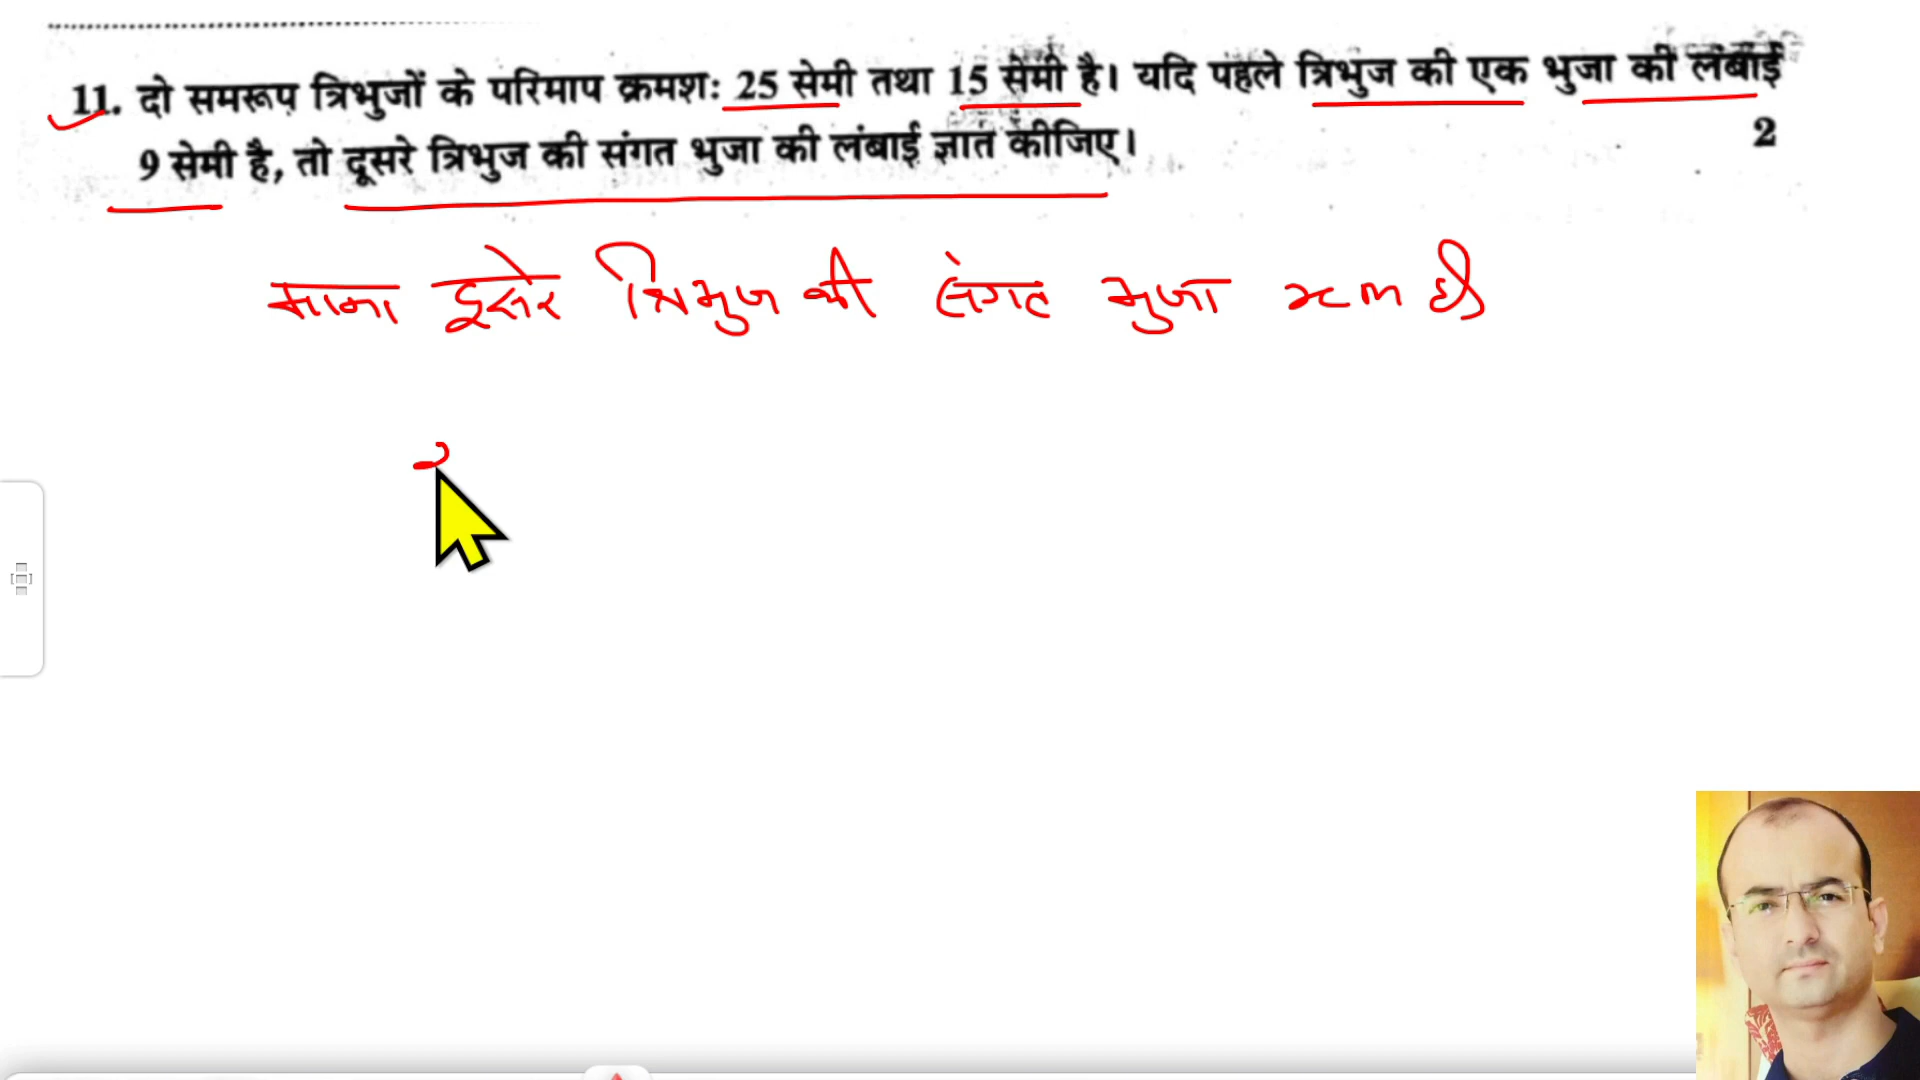 11. दो समरूप त्रिभुजों के परिमाप क्रमशः 25 सेमी तथा 15 सेमी है। यदि पहले त्रिभुज की एक भुजा की लंबाई
9 सेमी है, तो दूसरे त्रिभुज की संगत भुजा की लंबाई ज्ञात कीजिए। 2
माना दूसरे त्रिभुज की संगत भुजा x cm है